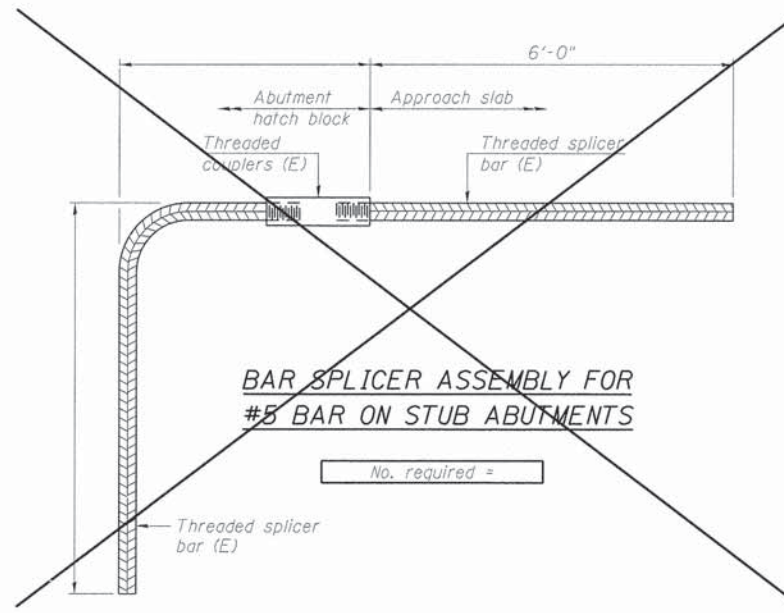 6'-0"
Abutment
hatch block
Approach slab
Threaded
couplers (E)
Threaded splicer
bar (E)
BAR SPLICER ASSEMBLY FOR
#5 BAR ON STUB ABUTMENTS
No. required =
Threaded splicer
bar (E)